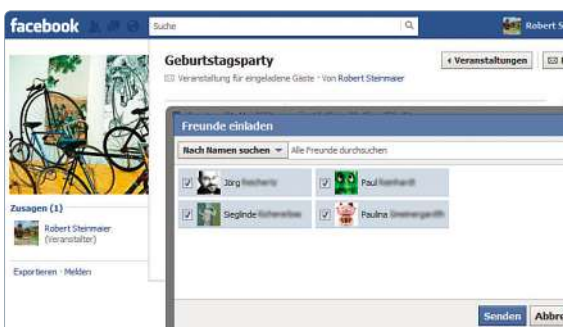 facebook
Suche
Robert S
Geburtstagsparty
Veranstaltungen
Veranstaltung für eingeladene Gäste · Von Robert Steinmaier
Freunde einladen
Nach Namen suchen
Alle Freunde durchsuchen
Jörg
Paul
Sieglinde
Paulina
Zusagen (1)
Robert Steinmaier
(Veranstalter)
Exportieren · Melden
Senden
Abbre